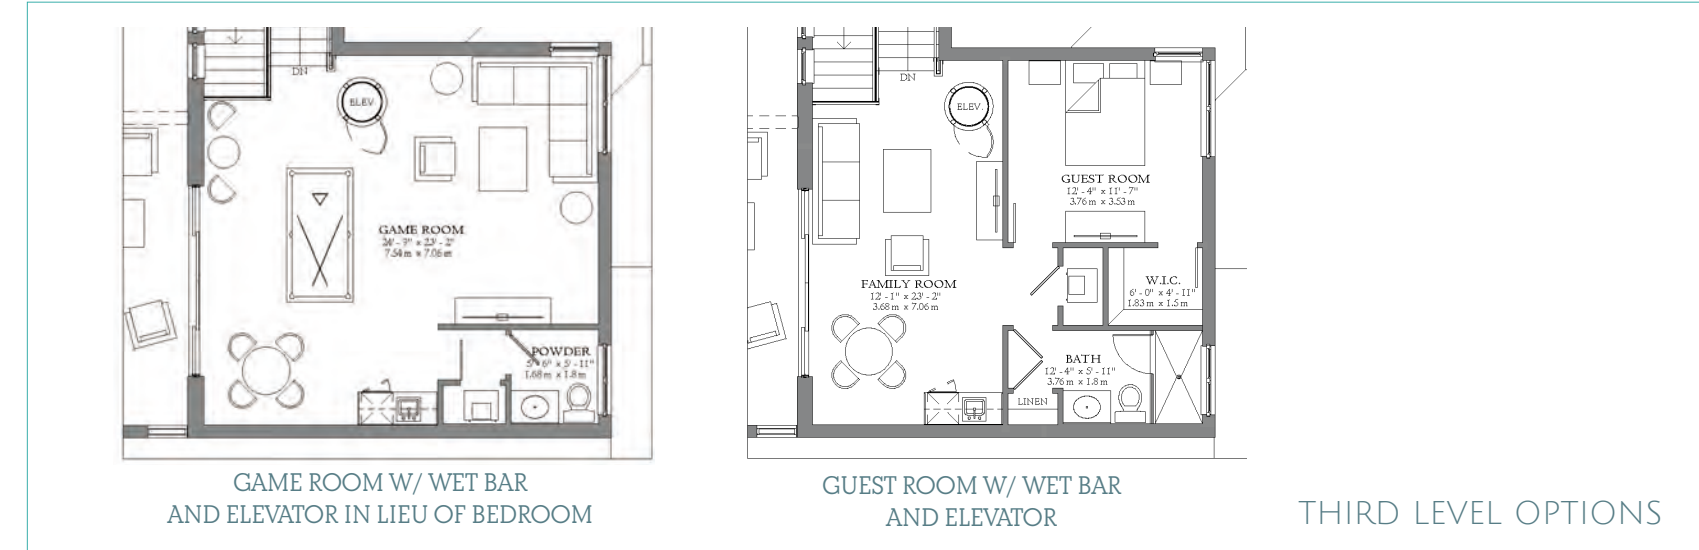 DN
ELEV.
GAME ROOM
24' - 9" x 23' - 2"
7.54 m x 7.06 m
POWDER
5' - 6" x 5' - 11"
1.68 m x 1.8 m
GAME ROOM W/ WET BAR
AND ELEVATOR IN LIEU OF BEDROOM
DN
ELEV.
GUEST ROOM
12' - 4" x 11' - 7"
3.76 m x 3.53 m
FAMILY ROOM
12' - 1" x 23' - 2"
3.68 m x 7.06 m
W.I.C.
6' - 0" x 4' - 11"
1.83 m x 1.5 m
BATH
12' - 4" x 5' - 11"
3.76 m x 1.8 m
LINEN
GUEST ROOM W/ WET BAR
AND ELEVATOR
THIRD LEVEL OPTIONS